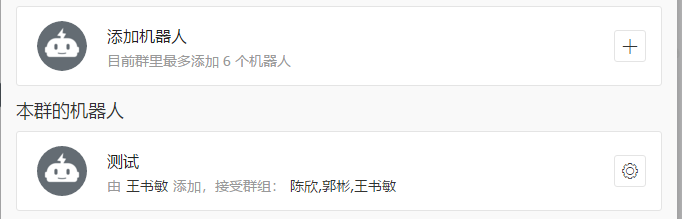 添加机器人
目前群里最多添加 6 个机器人
本群的机器人
测试
由 王书敏 添加，接受群组： 陈欣,郭彬,王书敏